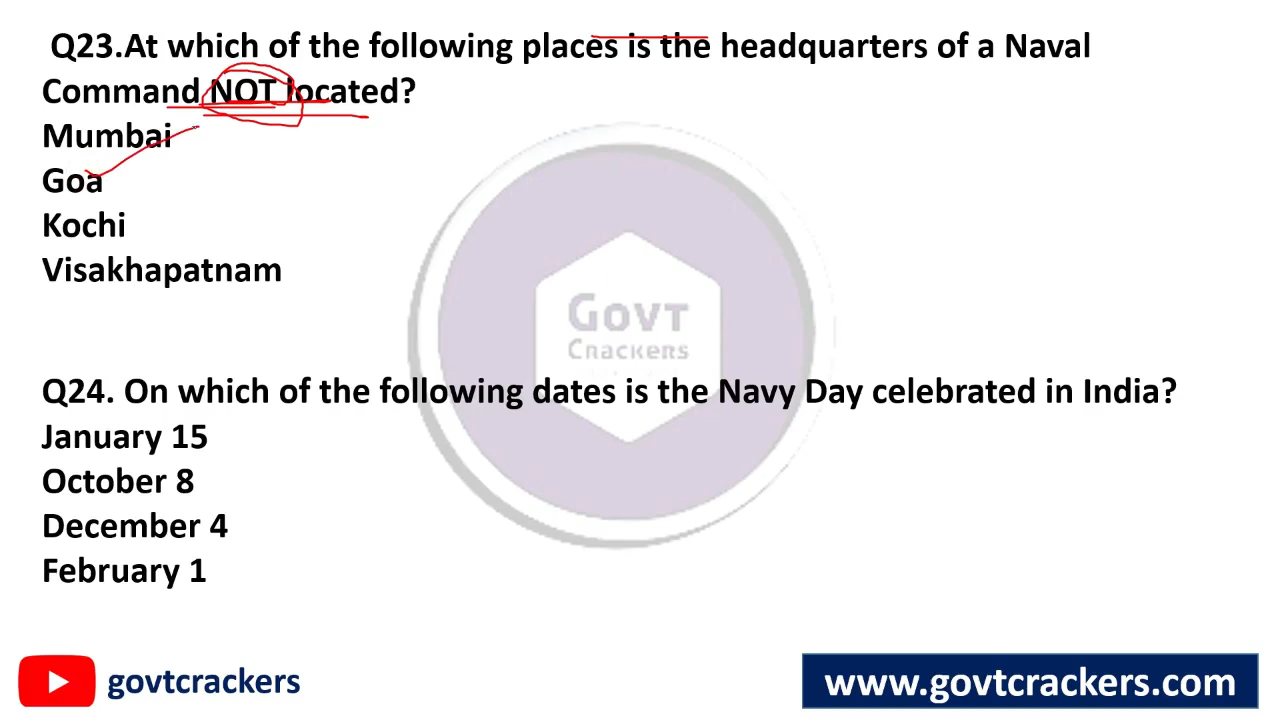 Q23.At which of the following places is the headquarters of a Naval
Command NOT located?
Mumbai
Goa
Kochi
Visakhapatnam
GOVT
CRACKERS
Q24. On which of the following dates is the Navy Day celebrated in India?
January 15
October 8
December 4
February 1
govtcrackers
www.govtcrackers.com